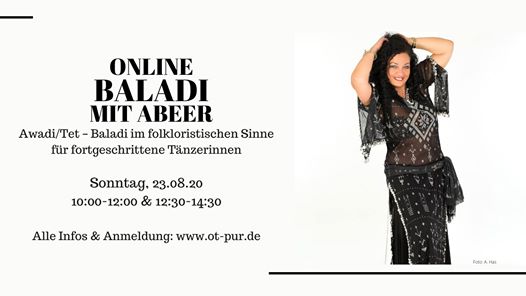 ONLINE
BALADI
MIT ABEER
Awadi/Tet – Baladi im folkloristischen Sinne
für fortgeschrittene Tänzerinnen
Sonntag, 23.08.20
10:00-12:00 & 12:30-14:30
Alle Infos & Anmeldung: www.ot-pur.de
Foto: A. Has